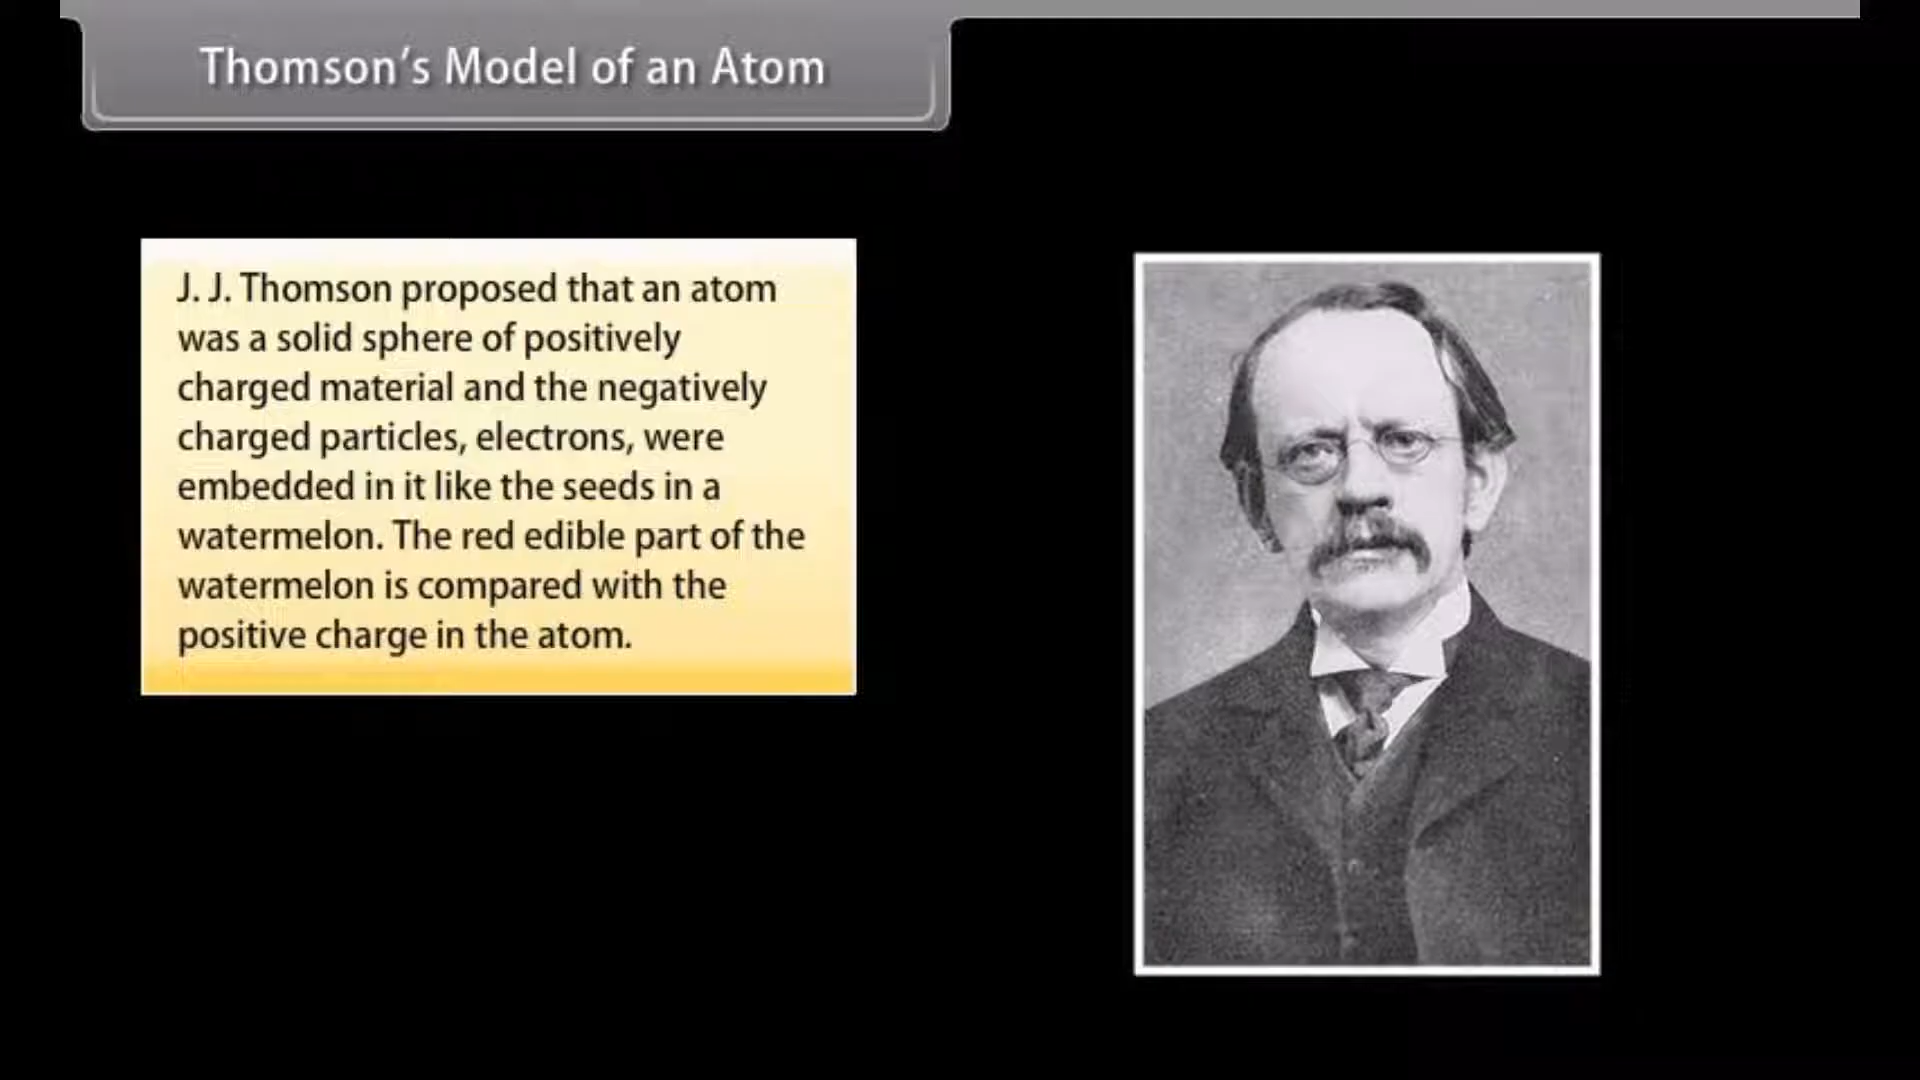 Thomson's Model of an Atom
J. J. Thomson proposed that an atom
was a solid sphere of positively
charged material and the negatively
charged particles, electrons, were
embedded in it like the seeds in a
watermelon. The red edible part of the
watermelon is compared with the
positive charge in the atom.